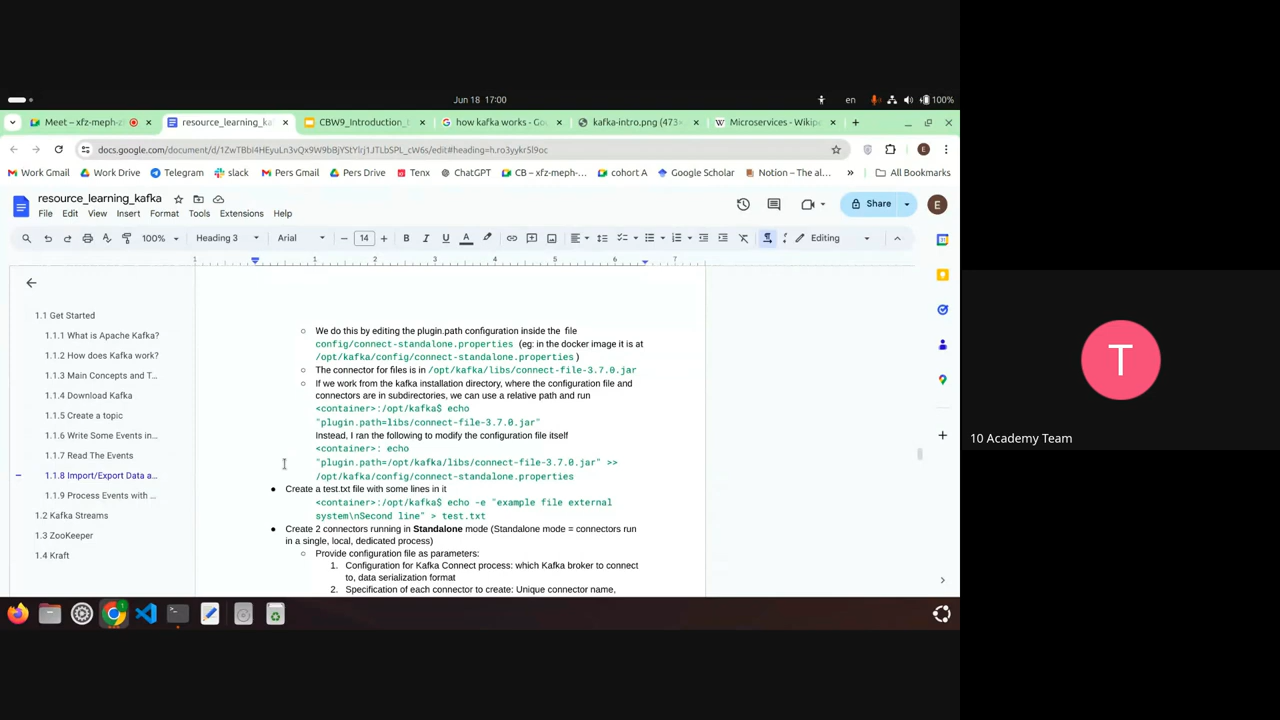 Jun 18 17:00
en
100%
Meet – xfz-meph-z
resource_learning_ka
CBW9_Introduction_t
how kafka works - Goo
kafka-intro.png (473×
Microservices - Wikipe
docs.google.com/document/d/1ZwTBbI4HEyuLn3vQx9W9bBjYStYlrj1JTLbSPL_cW6s/edit#heading=h.ro3yykr5l9oc
E
Work Gmail
Work Drive
Telegram
slack
Pers Gmail
Pers Drive
Tenx
ChatGPT
CB – xfz-meph-...
cohort A
Google Scholar
Notion – The al...
All Bookmarks
resource_learning_kafka
File
Edit
View
Insert
Format
Tools
Extensions
Help
Share
E
100%
Heading 3
Arial
14
Editing
1 1 2 3 4 5 6 7
1.1 Get Started
1.1.1 What is Apache Kafka?
1.1.2 How does Kafka work?
1.1.3 Main Concepts and T...
1.1.4 Download Kafka
1.1.5 Create a topic
1.1.6 Write Some Events in...
1.1.7 Read The Events
1.1.8 Import/Export Data a...
1.1.9 Process Events with ...
1.2 Kafka Streams
1.3 ZooKeeper
1.4 Kraft
○ We do this by editing the plugin.path configuration inside the file
config/connect-standalone.properties (eg: in the docker image it is at
/opt/kafka/config/connect-standalone.properties)
○ The connector for files is in /opt/kafka/libs/connect-file-3.7.0.jar
○ If we work from the kafka installation directory, where the configuration file and
connectors are in subdirectories, we can use a relative path and run
<container>:/opt/kafka$ echo
"plugin.path=libs/connect-file-3.7.0.jar"
Instead, I ran the following to modify the configuration file itself
<container>: echo
"plugin.path=/opt/kafka/libs/connect-file-3.7.0.jar" >>
/opt/kafka/config/connect-standalone.properties
● Create a test.txt file with some lines in it
<container>:/opt/kafka$ echo -e "example file external
system\nSecond line" > test.txt
● Create 2 connectors running in Standalone mode (Standalone mode = connectors run
in a single, local, dedicated process)
○ Provide configuration file as parameters:
1. Configuration for Kafka Connect process: which Kafka broker to connect
to, data serialization format
2. Specification of each connector to create: Unique connector name,
T
10 Academy Team